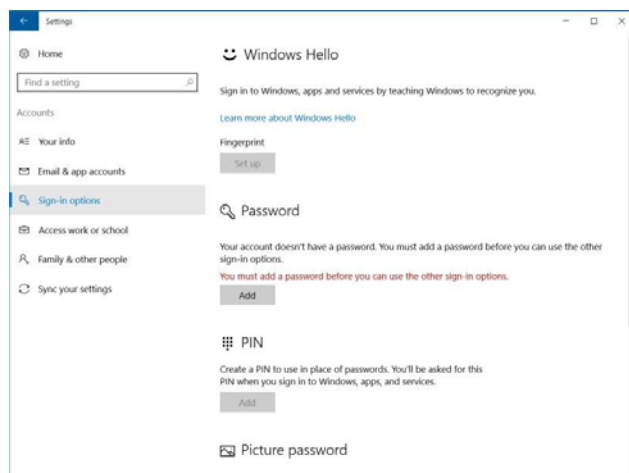 Settings
Home
Find a setting
Accounts
Your info
Email & app accounts
Sign-in options
Access work or school
Family & other people
Sync your settings
Windows Hello
Sign in to Windows, apps and services by teaching Windows to recognize you.
Learn more about Windows Hello
Fingerprint
Set up
Password
Your account doesn't have a password. You must add a password before you can use the other
sign-in options.
You must add a password before you can use the other sign-in options.
Add
PIN
Create a PIN to use in place of passwords. You'll be asked for this
PIN when you sign in to Windows, apps, and services.
Add
Picture password